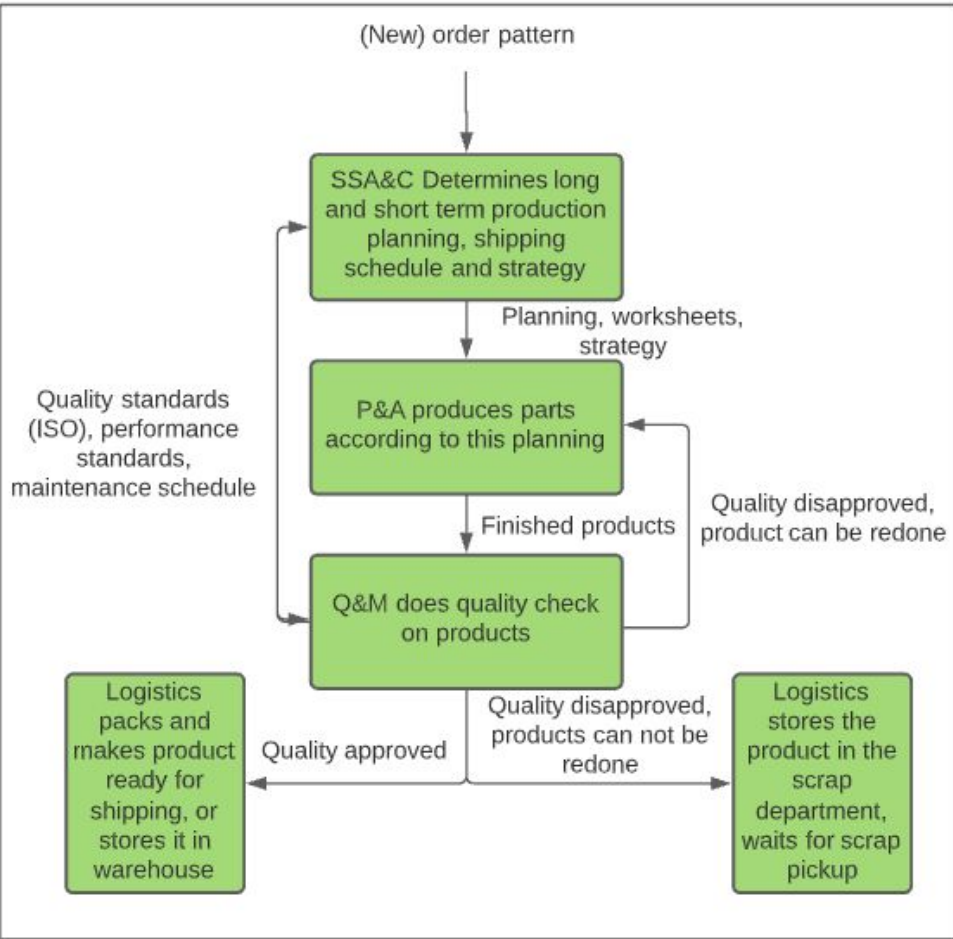 (New) order pattern
SSA&C Determines long
and short term production
planning, shipping
schedule and strategy
Planning, worksheets,
strategy
P&A produces parts
according to this planning
Quality standards
(ISO), performance
standards,
maintenance schedule
Quality disapproved,
product can be redone
Finished products
Q&M does quality check
on products
Logistics
packs and
makes product
ready for
shipping, or
stores it in
warehouse
Quality approved
Quality disapproved,
products can not be
redone
Logistics
stores the
product in the
scrap
department,
waits for scrap
pickup